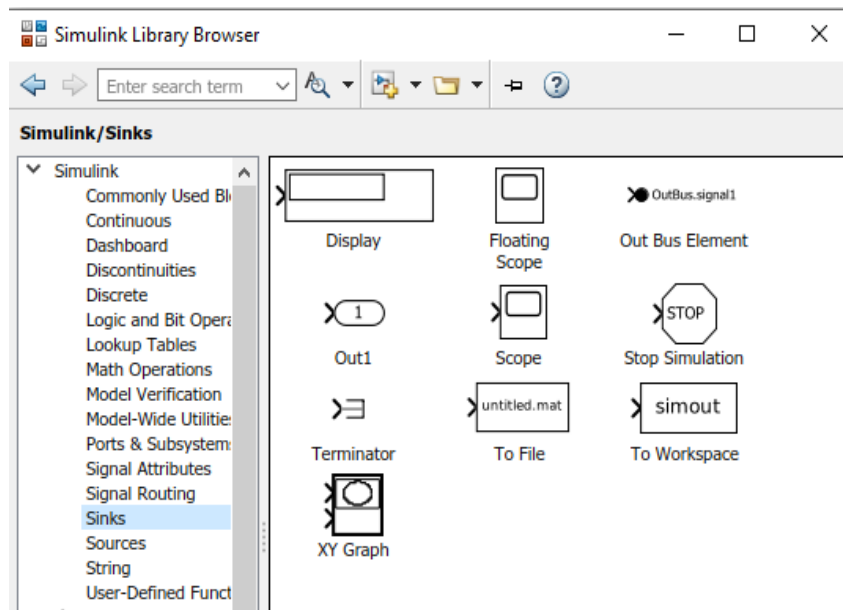 Simulink Library Browser
Enter search term
Simulink/Sinks
Simulink
Commonly Used Bl
Continuous
Dashboard
Discontinuities
Discrete
Logic and Bit Opera
Lookup Tables
Math Operations
Model Verification
Model-Wide Utilitie
Ports & Subsystem
Signal Attributes
Signal Routing
Sinks
Sources
String
User-Defined Funct
Display
Floating
Scope
OutBus.signal1
Out Bus Element
1
Out1
Scope
STOP
Stop Simulation
Terminator
untitled.mat
To File
simout
To Workspace
XY Graph